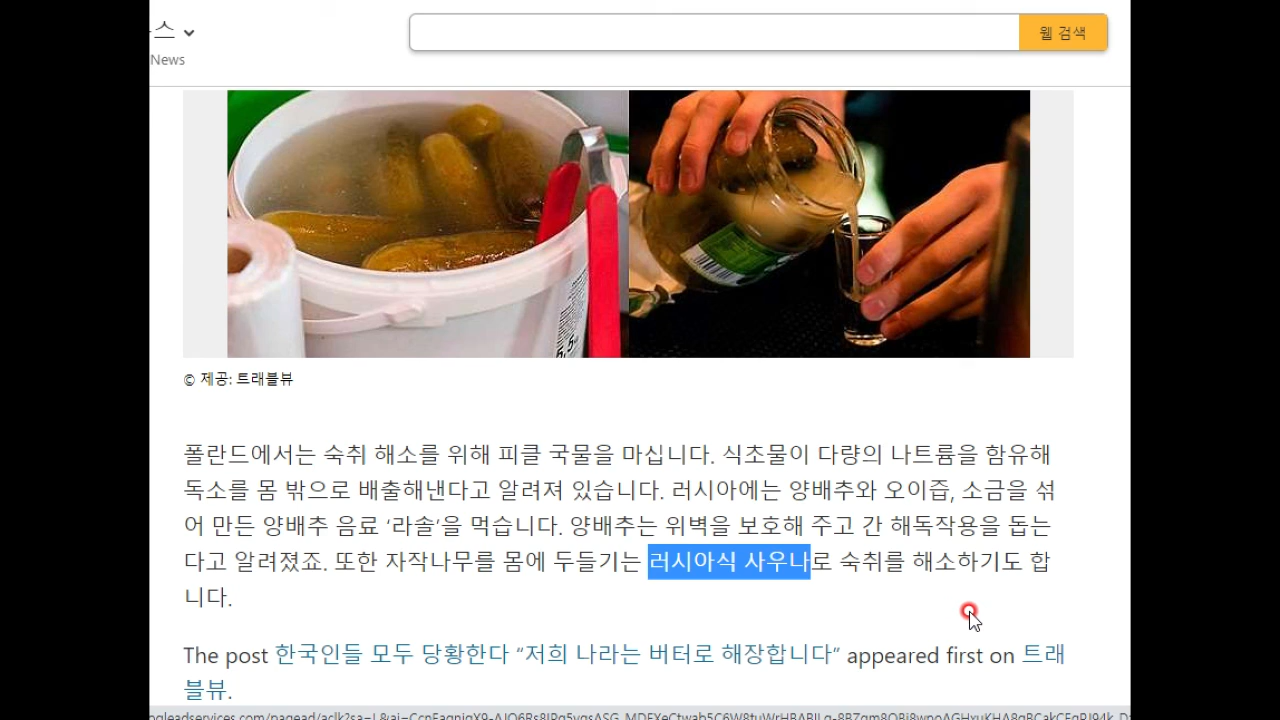 스
웹 검색
News
© 제공: 트래블뷰
폴란드에서는 숙취 해소를 위해 피클 국물을 마십니다. 식초물이 다량의 나트륨을 함유해
독소를 몸 밖으로 배출해낸다고 알려져 있습니다. 러시아에는 양배추와 오이즙, 소금을 섞
어 만든 양배추 음료 ‘라솔’을 먹습니다. 양배추는 위벽을 보호해 주고 간 해독작용을 돕는
다고 알려졌죠. 또한 자작나무를 몸에 두들기는 러시아식 사우나로 숙취를 해소하기도 합
니다.
The post 한국인들 모두 당황한다 “저희 나라는 버터로 해장합니다” appeared first on 트래
블뷰.